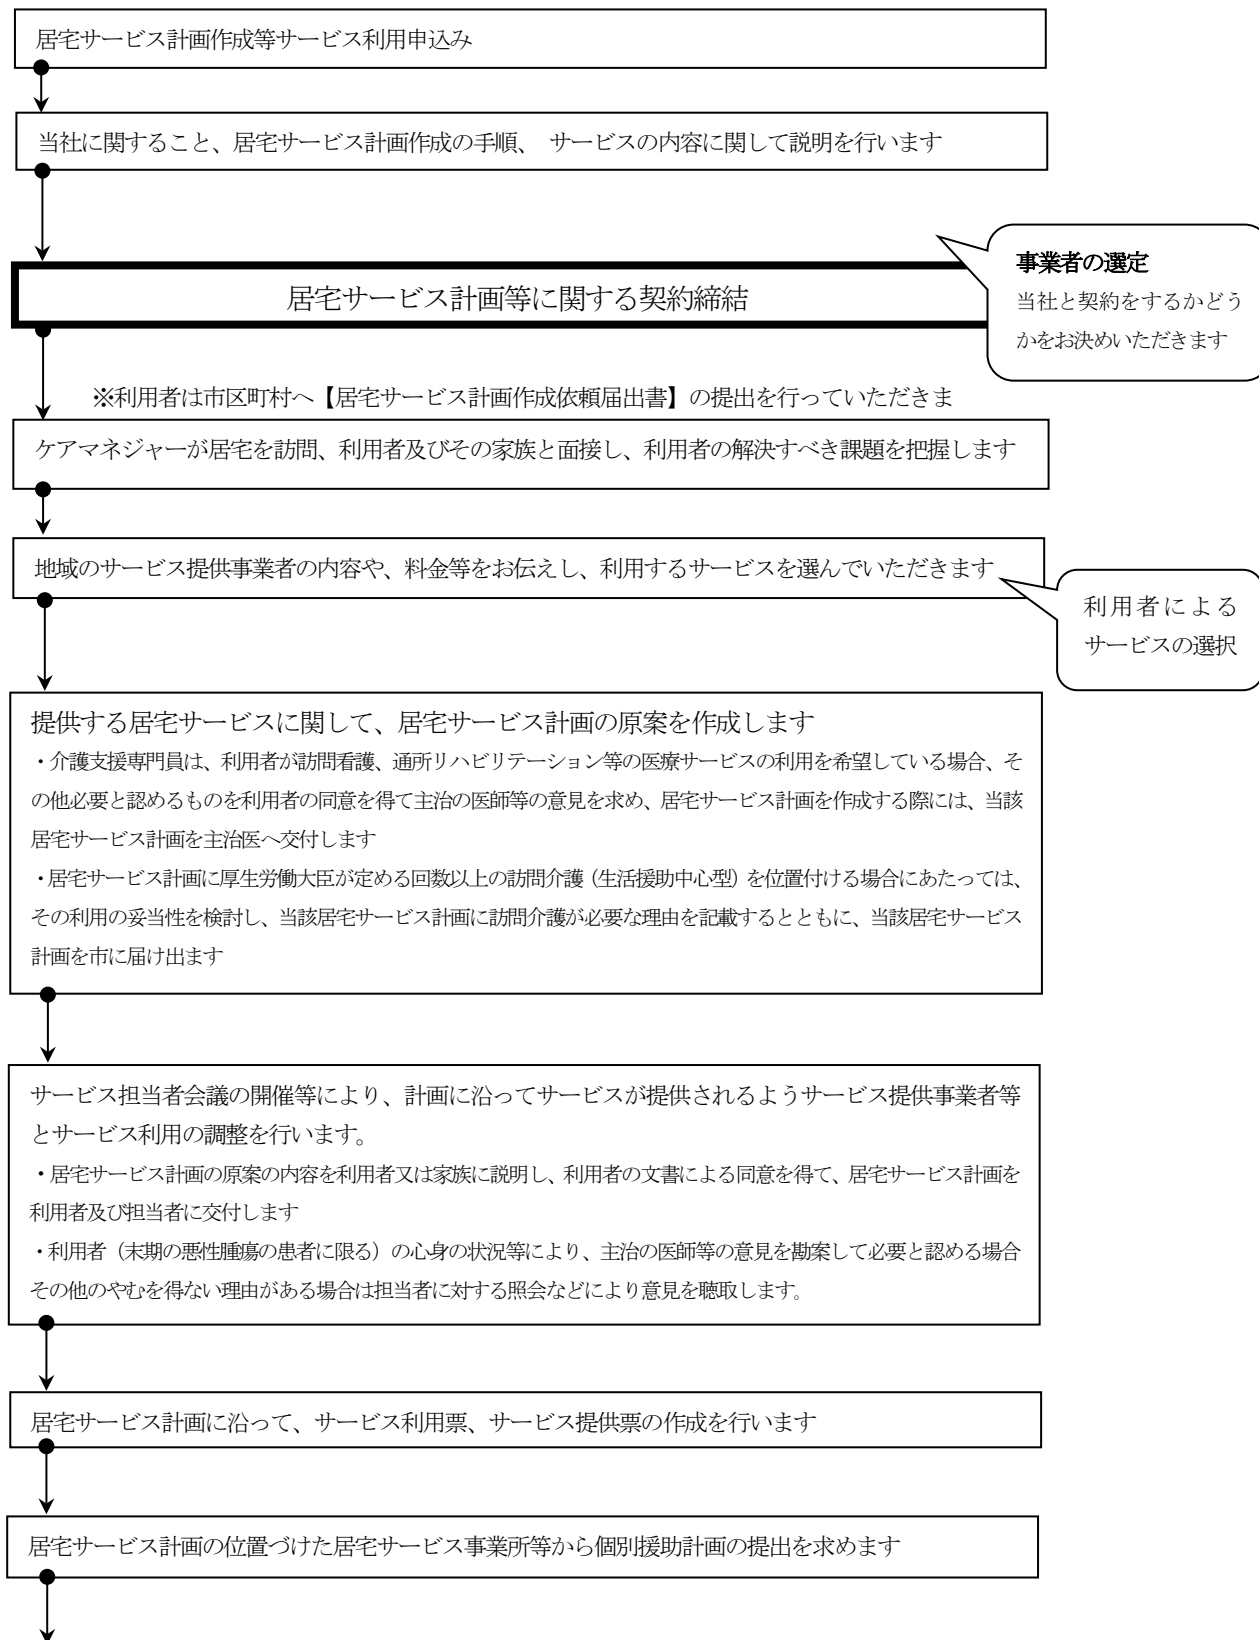 居宅サービス計画作成等サービス利用申込み
当社に関すること、居宅サービス計画作成の手順、 サービスの内容に関して説明を行います
事業者の選定
当社と契約をするかどう
かをお決めいただきます
居宅サービス計画等に関する契約締結
※利用者は市区町村へ【居宅サービス計画作成依頼届出書】の提出を行っていただきま
ケアマネジャーが居宅を訪問、利用者及びその家族と面接し、利用者の解決すべき課題を把握します
地域のサービス提供事業者の内容や、料金等をお伝えし、利用するサービスを選んでいただきます
利用者による
サービスの選択
提供する居宅サービスに関して、居宅サービス計画の原案を作成します
・介護支援専門員は、利用者が訪問看護、通所リハビリテーション等の医療サービスの利用を希望している場合、そ
の他必要と認めるものを利用者の同意を得て主治の医師等の意見を求め、居宅サービス計画を作成する際には、当該
居宅サービス計画を主治医へ交付します
・居宅サービス計画に厚生労働大臣が定める回数以上の訪問介護（生活援助中心型）を位置付ける場合にあたっては、
その利用の妥当性を検討し、当該居宅サービス計画に訪問介護が必要な理由を記載するとともに、当該居宅サービス
計画を市に届け出ます
サービス担当者会議の開催等により、計画に沿ってサービスが提供されるようサービス提供事業者等
とサービス利用の調整を行います。
・居宅サービス計画の原案の内容を利用者又は家族に説明し、利用者の文書による同意を得て、居宅サービス計画を
利用者及び担当者に交付します
・利用者（末期の悪性腫瘍の患者に限る）の心身の状況等により、主治の医師等の意見を勘案して必要と認める場合
その他のやむを得ない理由がある場合は担当者に対する照会などにより意見を聴取します。
居宅サービス計画に沿って、サービス利用票、サービス提供票の作成を行います
居宅サービス計画の位置づけた居宅サービス事業所等から個別援助計画の提出を求めます